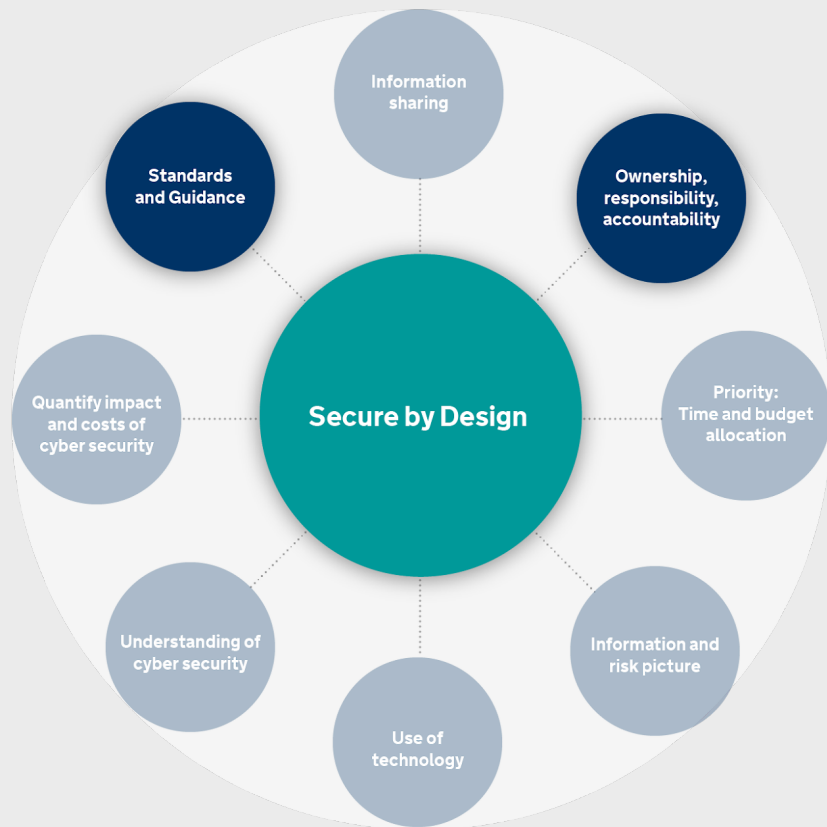 Information
sharing
Standards
and Guidance
Ownership,
responsibility,
accountability
Quantify impact
and costs of
cyber security
Secure by Design
Priority:
Time and budget
allocation
Understanding of
cyber security
Information and
risk picture
Use of
technology